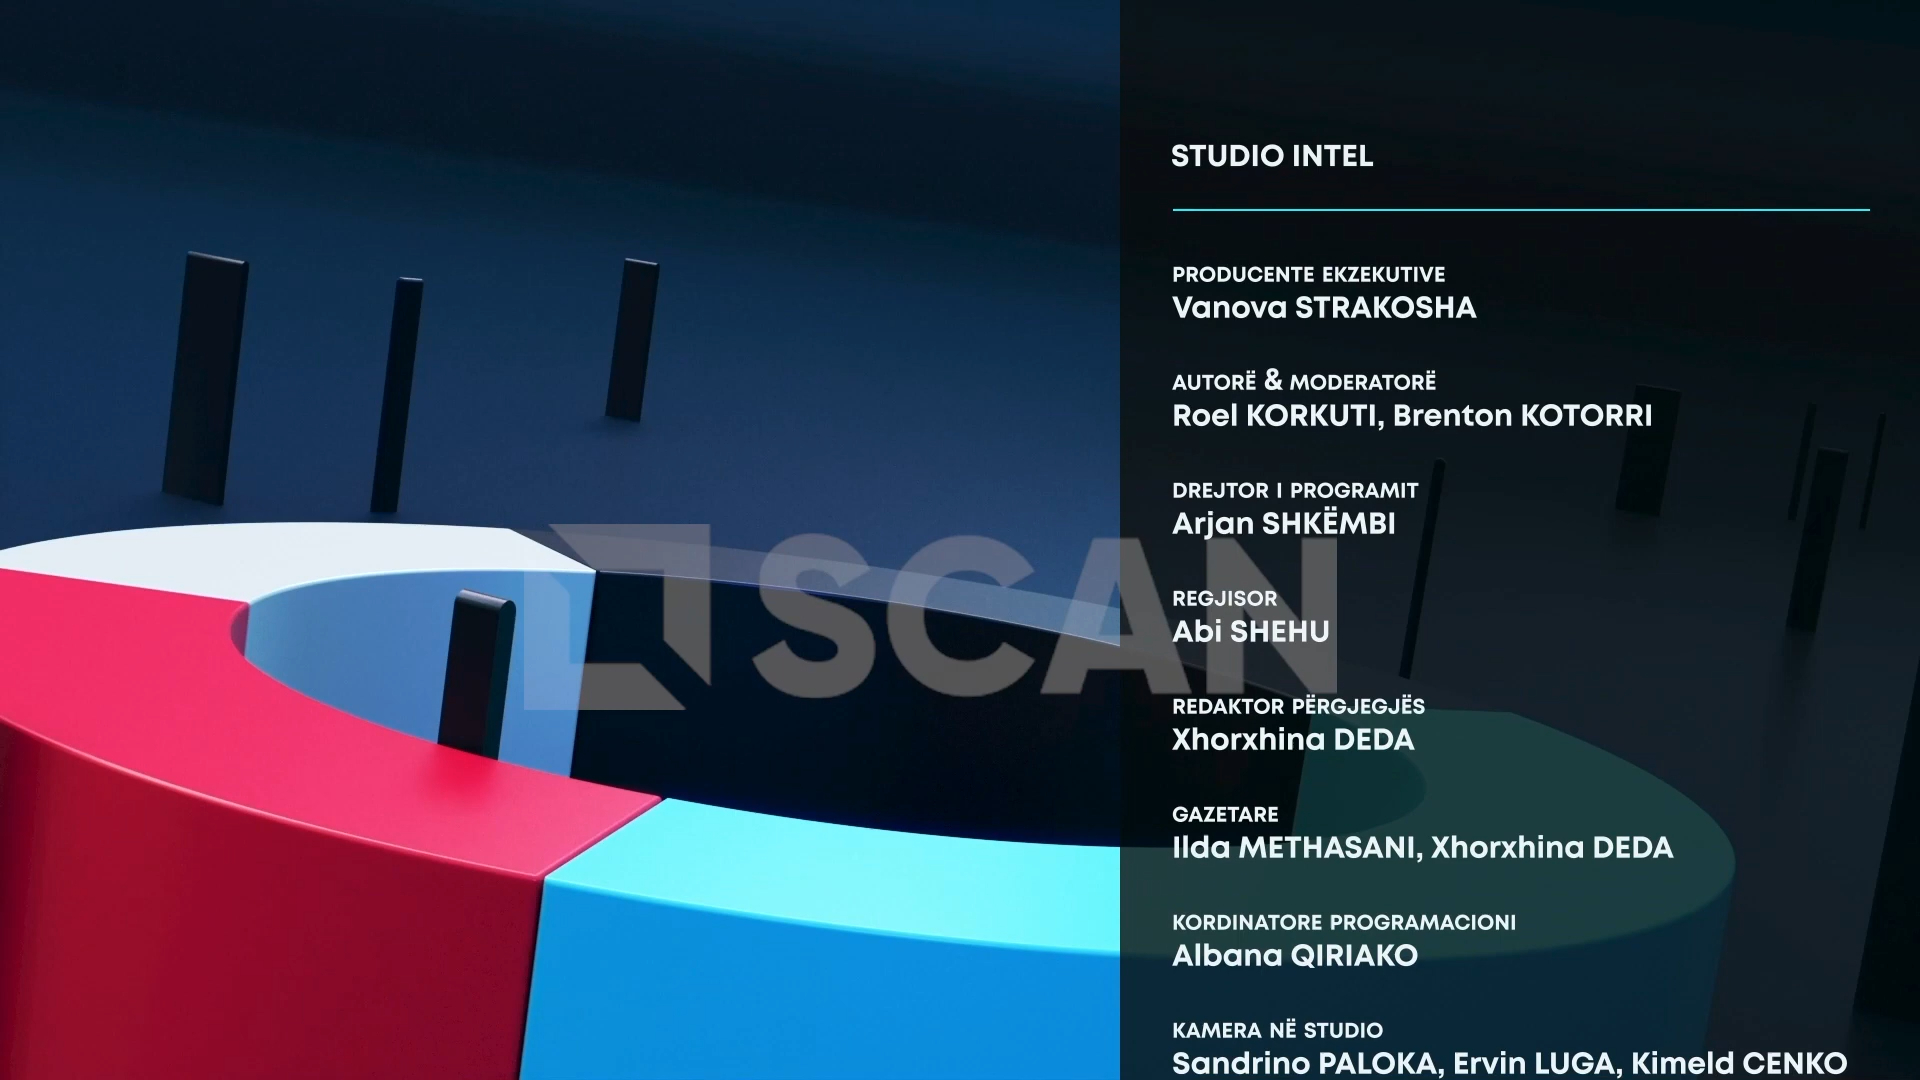 STUDIO INTEL
PRODUCENTE EKZEKUTIVE
Vanova STRAKOSHA
AUTORË & MODERATORË
Roel KORKUTI, Brenton KOTORRI
DREJTOR I PROGRAMIT
Arjan SHKËMBI
SCAN
REGJISOR
Abi SHEHU
REDAKTOR PËRGJEGJËS
Xhorxhina DEDA
GAZETARE
Ilda METHASANI, Xhorxhina DEDA
KORDINATORE PROGRAMACIONI
Albana QIRIAKO
KAMERA NË STUDIO
Sandrino PALOKA, Ervin LUGA, Kimeld CENKO